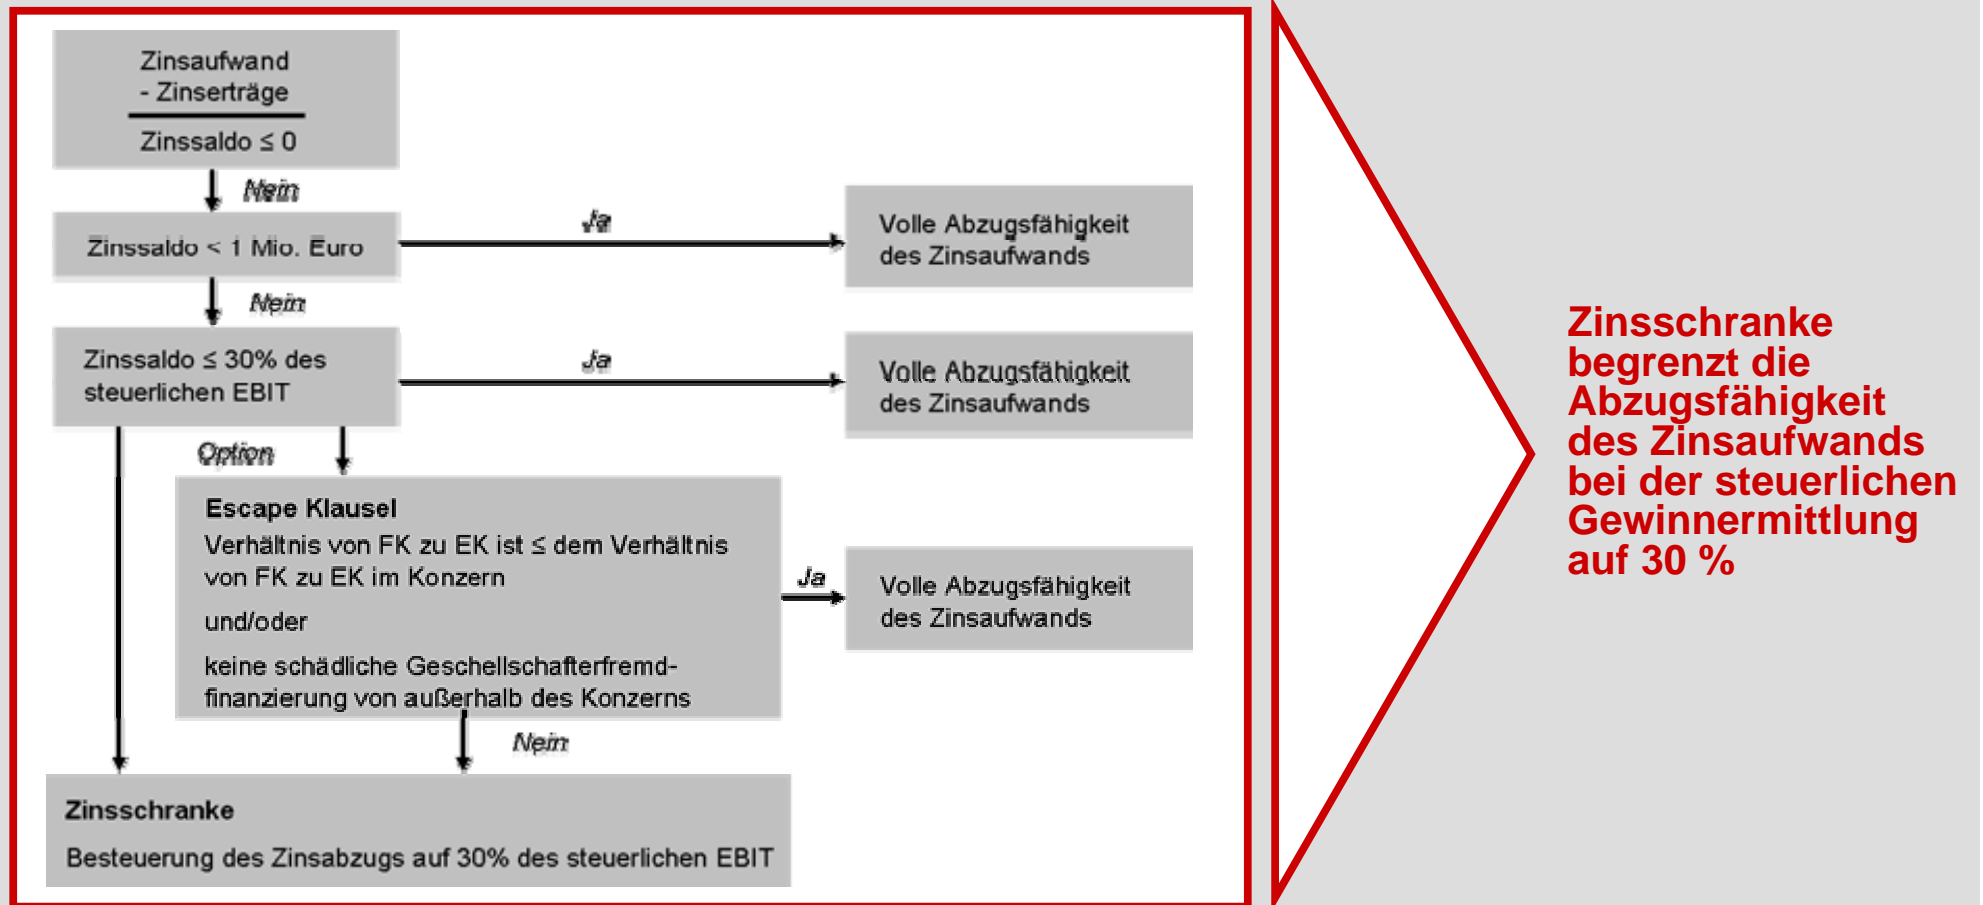 Zinsaufwand
- Zinserträge
Zinssaldo ≤ 0
Nein
Zinssaldo < 1 Mio. Euro
Ja
Volle Abzugsfähigkeit
des Zinsaufwands
Nein
Zinssaldo ≤ 30% des
steuerlichen EBIT
Ja
Volle Abzugsfähigkeit
des Zinsaufwands
Option
Escape Klausel
Verhältnis von FK zu EK ist ≤ dem Verhältnis
von FK zu EK im Konzern
und/oder
keine schädliche Geschellschafterfremd-
finanzierung von außerhalb des Konzerns
Ja
Volle Abzugsfähigkeit
des Zinsaufwands
Nein
Zinsschranke
Besteuerung des Zinsabzugs auf 30% des steuerlichen EBIT
Zinsschranke
begrenzt die
Abzugsfähigkeit
des Zinsaufwands
bei der steuerlichen
Gewinnermittlung
auf 30 %